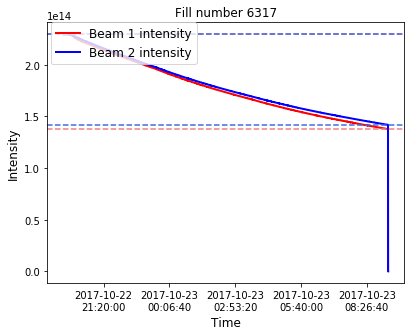 Fill number 6317
1e14
Beam 1 intensity
Beam 2 intensity
2.0
1.5
1.0
0.5
0.0
Intensity
2017-10-22 2017-10-23 2017-10-23 2017-10-23 2017-10-23
21:20:00 00:06:40 02:53:20 05:40:00 08:26:40
Time